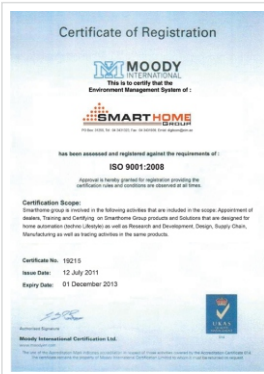 Certificate of Registration
MOODY
INTERNATIONAL
This is to certify that the
Environment Management System of :
SMARTHOME
GROUP
has been assessed and registered against the requirements of :
ISO 9001:2008
Approval is hereby granted for registration providing the
certification rules and conditions are observed at all times
Certification Scope:
Smarthome group is involved in the following activities that are included in the scope. Appointment of
dealers, Training and Certifying on Smarthome Group products and Solutions that are designed for
home automation (techno Lifestyle) as well as Research and Development. Design, Supply Chain,
Manufacturing as well as trading activities in the same products.
Certificate No. 19215
Issue Date: 12 July 2011
Expiry Date: 01 December 2013
Authorised Signature
Moody International Certification Ltd.
UKAS